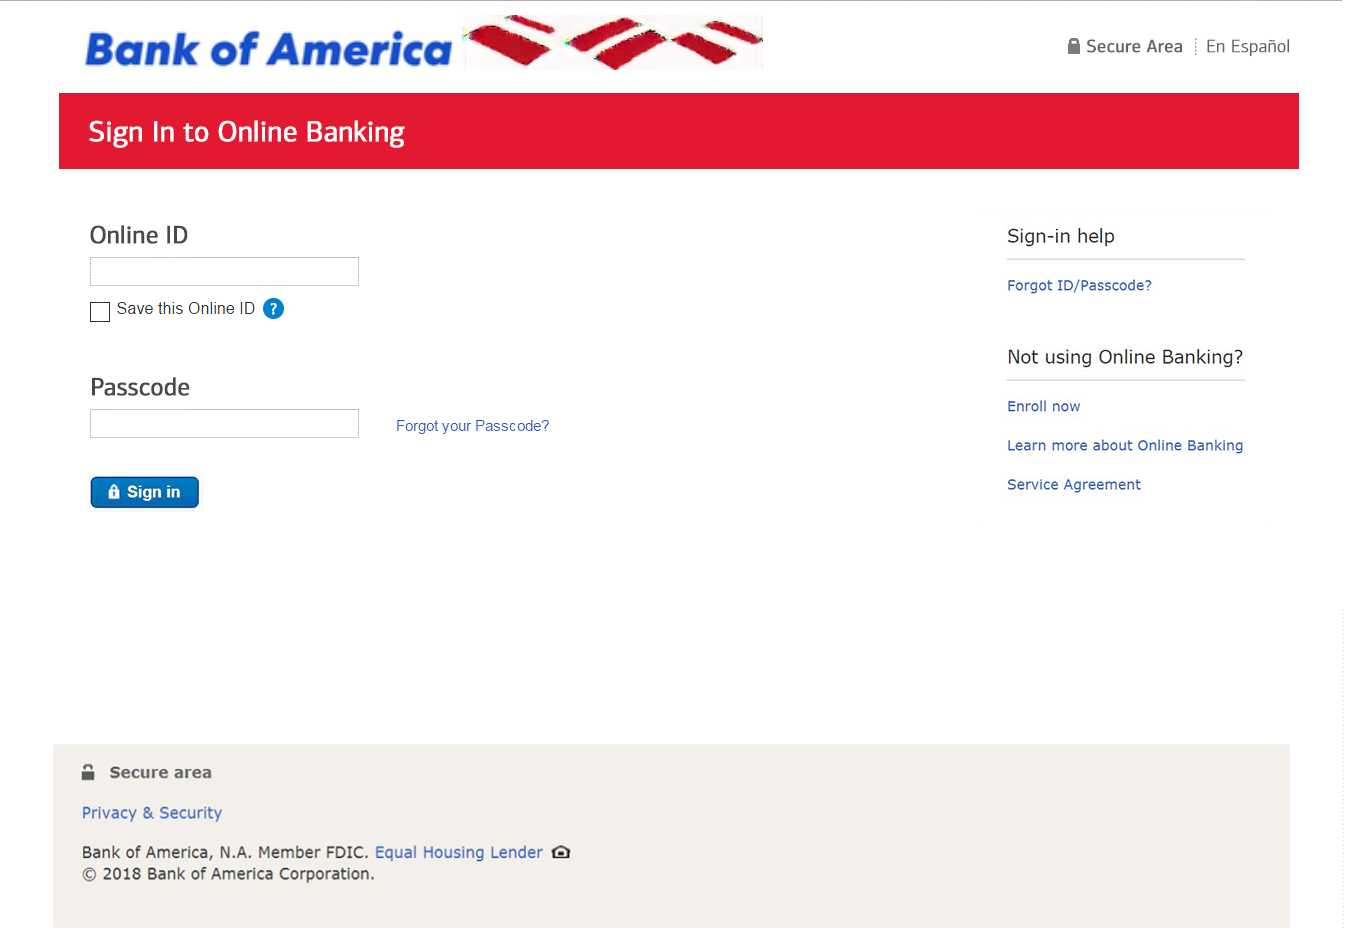 Bank of America
Secure Area
En Español
Sign In to Online Banking
Online ID
Save this Online ID ?
Passcode
Forgot your Passcode?
Sign in
Sign-in help
Forgot ID/Passcode?
Not using Online Banking?
Enroll now
Learn more about Online Banking
Service Agreement
Secure area
Privacy & Security
Bank of America, N.A. Member FDIC. Equal Housing Lender
© 2018 Bank of America Corporation.